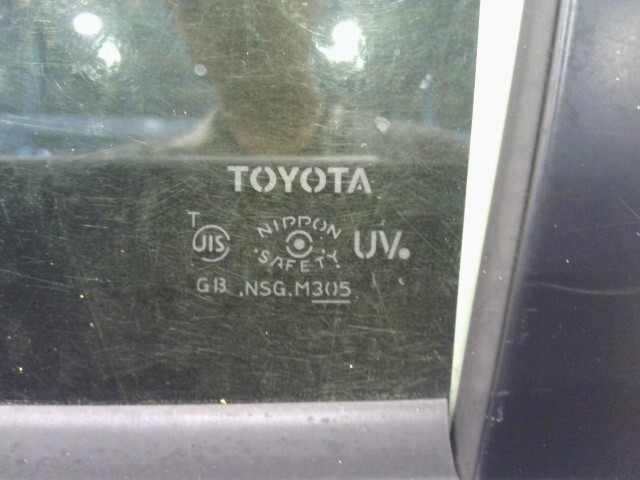 TOYOTA
T
JIS
NIPPON
SAFETY
UV.
GB .NSG.M305